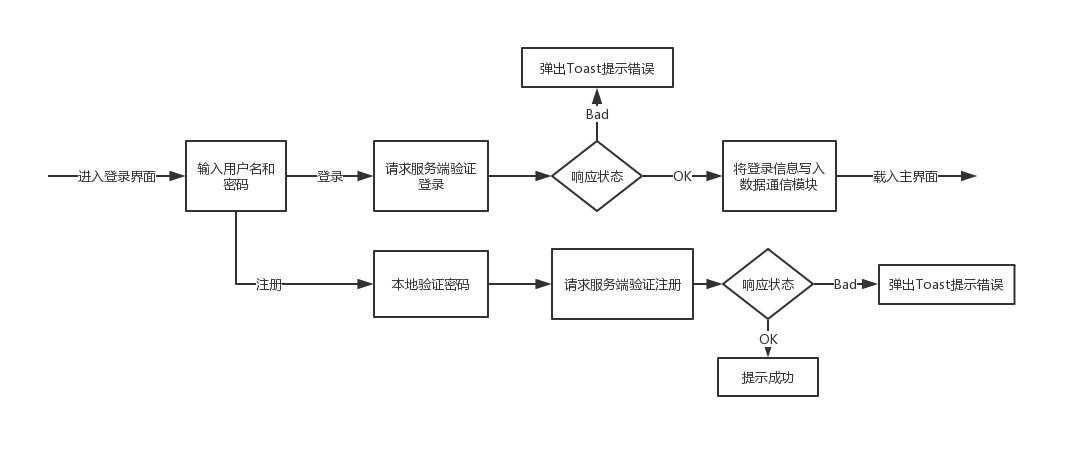 弹出Toast提示错误
Bad
进入登录界面
输入用户名和
密码
登录
请求服务端验证
登录
响应状态
OK
将登录信息写入
数据通信模块
载入主界面
注册
本地验证密码
请求服务端验证注册
响应状态
Bad
弹出Toast提示错误
OK
提示成功